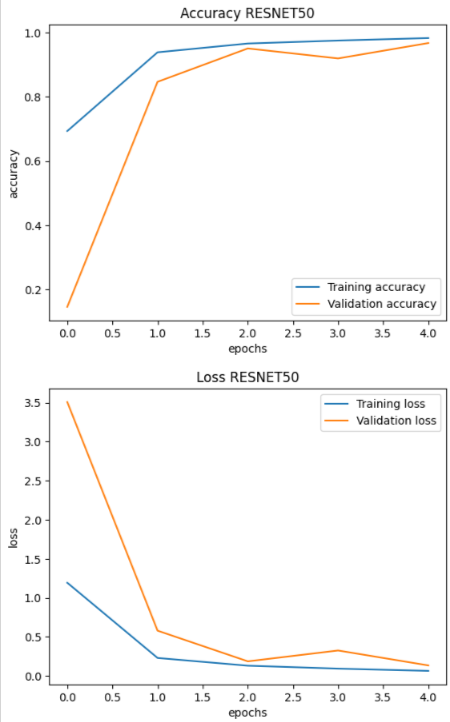 Accuracy RESNET50
1.0
0.8
0.6
0.4
0.2
accuracy
Training accuracy
Validation accuracy
0.0 0.5 1.0 1.5 2.0 2.5 3.0 3.5 4.0
epochs
Loss RESNET50
3.5
3.0
2.5
2.0
1.5
1.0
0.5
0.0
loss
Training loss
Validation loss
0.0 0.5 1.0 1.5 2.0 2.5 3.0 3.5 4.0
epochs